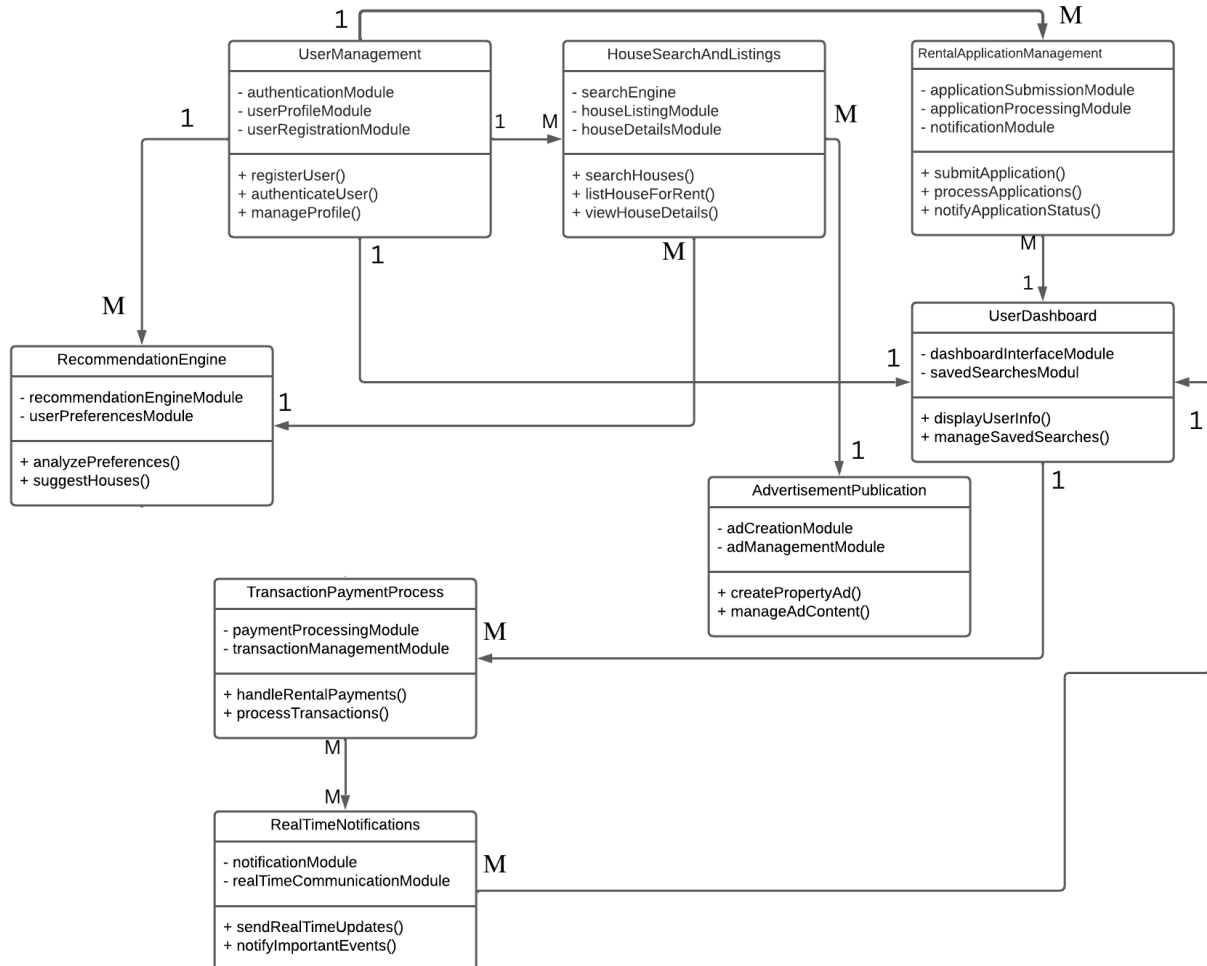 1
M
UserManagement
- authenticationModule
- userProfileModule
- userRegistrationModule
+ registerUser()
+ authenticateUser()
+ manageProfile()
HouseSearchAndListings
- searchEngine
- houseListingModule
- houseDetailsModule
+ searchHouses()
+ listHouseForRent()
+ viewHouseDetails()
RentalApplicationManagement
- applicationSubmissionModule
- applicationProcessingModule
- notificationModule
+ submitApplication()
+ processApplications()
+ notifyApplicationStatus()
1
1
M
M
1
M
M
1
M
RecommendationEngine
- recommendationEngineModule
- userPreferencesModule
+ analyzePreferences()
+ suggestHouses()
1
UserDashboard
- dashboardInterfaceModule
- savedSearchesModul
+ displayUserInfo()
+ manageSavedSearches()
1
1
1
1
AdvertisementPublication
- adCreationModule
- adManagementModule
+ createPropertyAd()
+ manageAdContent()
TransactionPaymentProcess
- paymentProcessingModule
- transactionManagementModule
+ handleRentalPayments()
+ processTransactions()
M
M
M
RealTimeNotifications
- notificationModule
- realTimeCommunicationModule
+ sendRealTimeUpdates()
+ notifyImportantEvents()
M